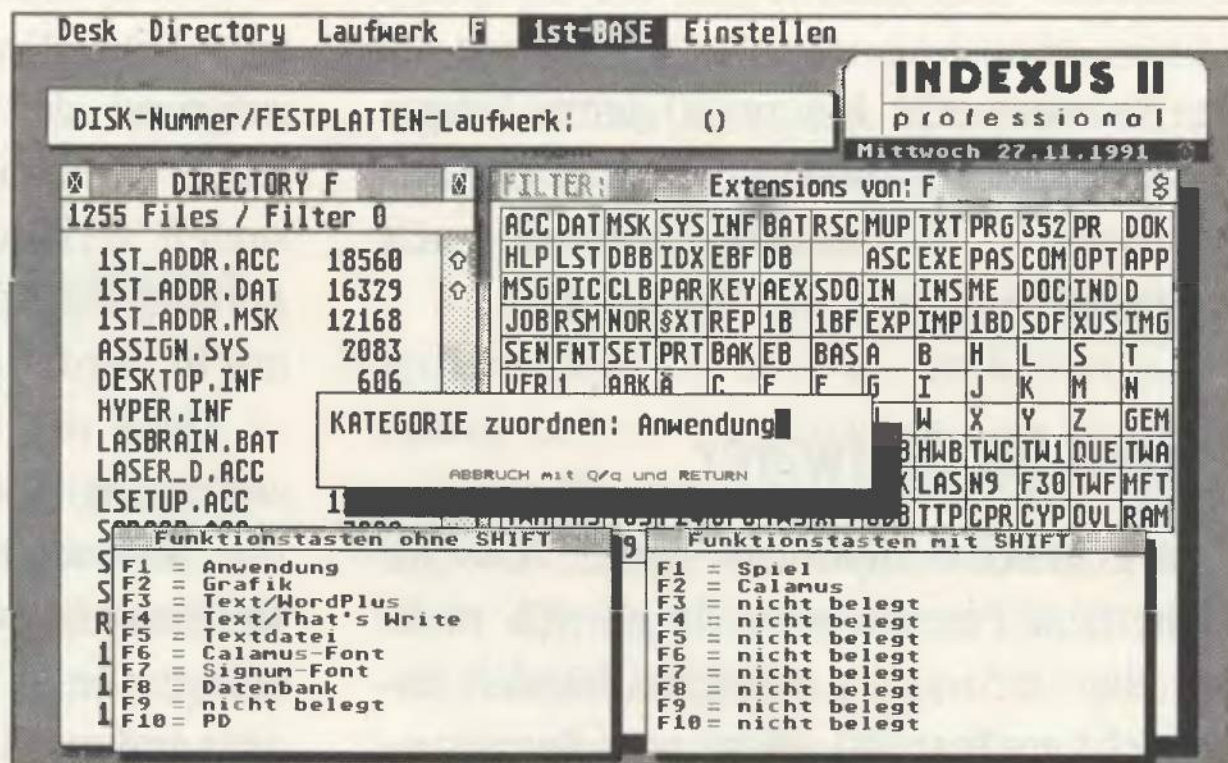 Desk Directory Laufwerk F 1st-BASE Einstellen
INDEXUS II
professional
Mittwoch 27.11.1991
DISK-Nummer/FESTPLATTEN-Laufwerk: ()
DIRECTORY F
1255 Files / Filter 0
1ST_ADDR.ACC 18560
1ST_ADDR.DAT 16329
1ST_ADDR.MSK 12168
ASSIGN.SYS 2083
DESKTOP.INF 606
HYPER.INF
LASBRAIN.BAT
LASER_D.ACC
LSETUP.ACC
FILTER: Extensions von: F
ACC DAT MSK SYS INF BAT RSC MUP TXT PRG 352 PR DOK
HLP LST DBB IDX EBF DB ASC EXE PAS COM OPT APP
MSG PIC CLB PAR KEY AEX SDO IN INS ME DOC IND D
JOB RSM NOR §XT REP 1B 1BF EXP IMP 1BD SDF XUS IMG
SEN FNT SET PRT BAK EB BAS A B H L S T
VER 1 ARK Ä C E F G I J K M N
W X Y Z GEM
HWB TWC TW1 QUE TWA
LAS N9 F30 TWF MFT
TTP CPR CYP OVL RAM
KATEGORIE zuordnen: Anwendung
ABBRUCH mit Q/q und RETURN
Funktionstasten ohne SHIFT
F1 = Anwendung
F2 = Grafik
F3 = Text/WordPlus
F4 = Text/That's Write
F5 = Textdatei
F6 = Calamus-Font
F7 = Signum-Font
F8 = Datenbank
F9 = nicht belegt
F10= PD
Funktionstasten mit SHIFT
F1 = Spiel
F2 = Calamus
F3 = nicht belegt
F4 = nicht belegt
F5 = nicht belegt
F6 = nicht belegt
F7 = nicht belegt
F8 = nicht belegt
F9 = nicht belegt
F10= nicht belegt